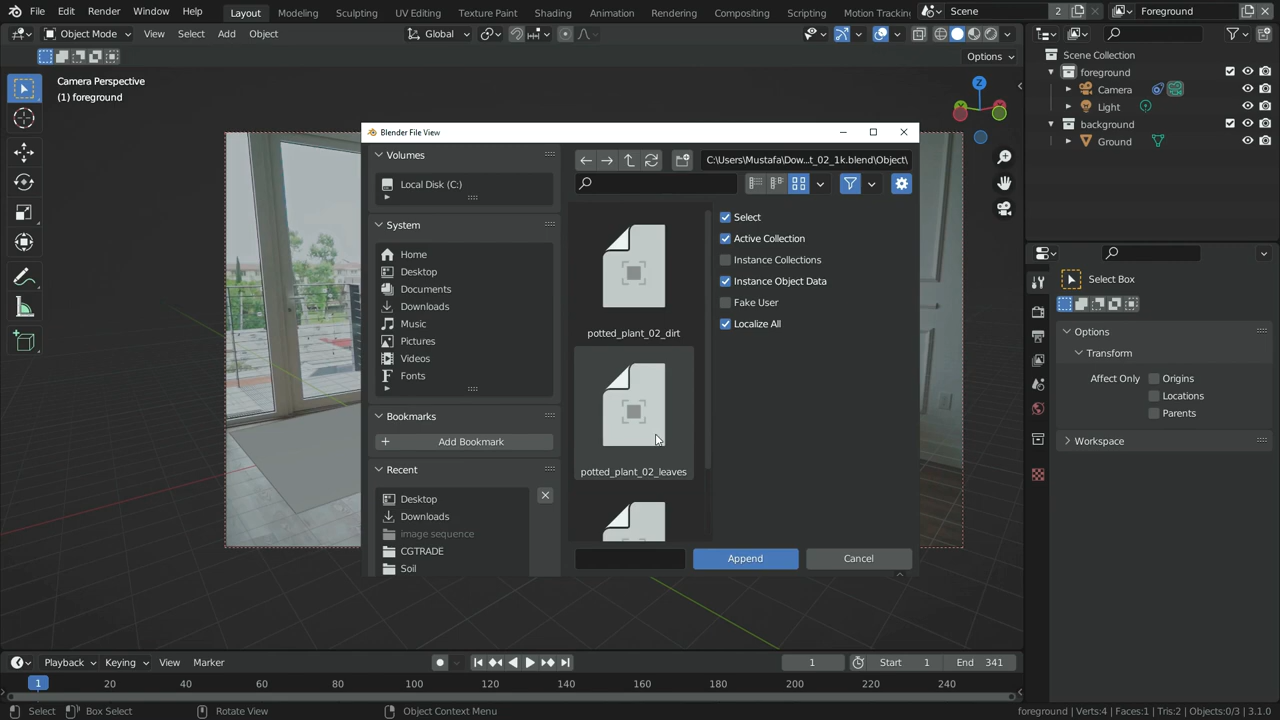 File Edit Render Window Help Layout Modeling Sculpting UV Editing Texture Paint Shading Animation Rendering Compositing Scripting Motion Tracking Scene 2 Foreground
Object Mode View Select Add Object Global
Options
Camera Perspective
(1) foreground
Z
Y
Scene Collection
foreground
Camera
Light
background
Ground
Blender File View
Volumes
Local Disk (C:)
System
Home
Desktop
Documents
Downloads
Music
Pictures
Videos
Fonts
Bookmarks
Add Bookmark
Recent
Desktop
Downloads
image sequence
CGTRADE
Soil
C:\Users\Mustafa\Dow...t_02_1k.blend\Object\
potted_plant_02_dirt
potted_plant_02_leaves
Select
Active Collection
Instance Collections
Instance Object Data
Fake User
Localize All
Append Cancel
Select Box
Options
Transform
Affect Only Origins
Locations
Parents
Workspace
Playback Keying View Marker 1 Start 1 End 341
1 20 40 60 80 100 120 140 160 180 200 220 240
Select Box Select Rotate View Object Context Menu foreground | Verts:4 | Faces:1 | Tris:2 | Objects:0/3 | 3.1.0